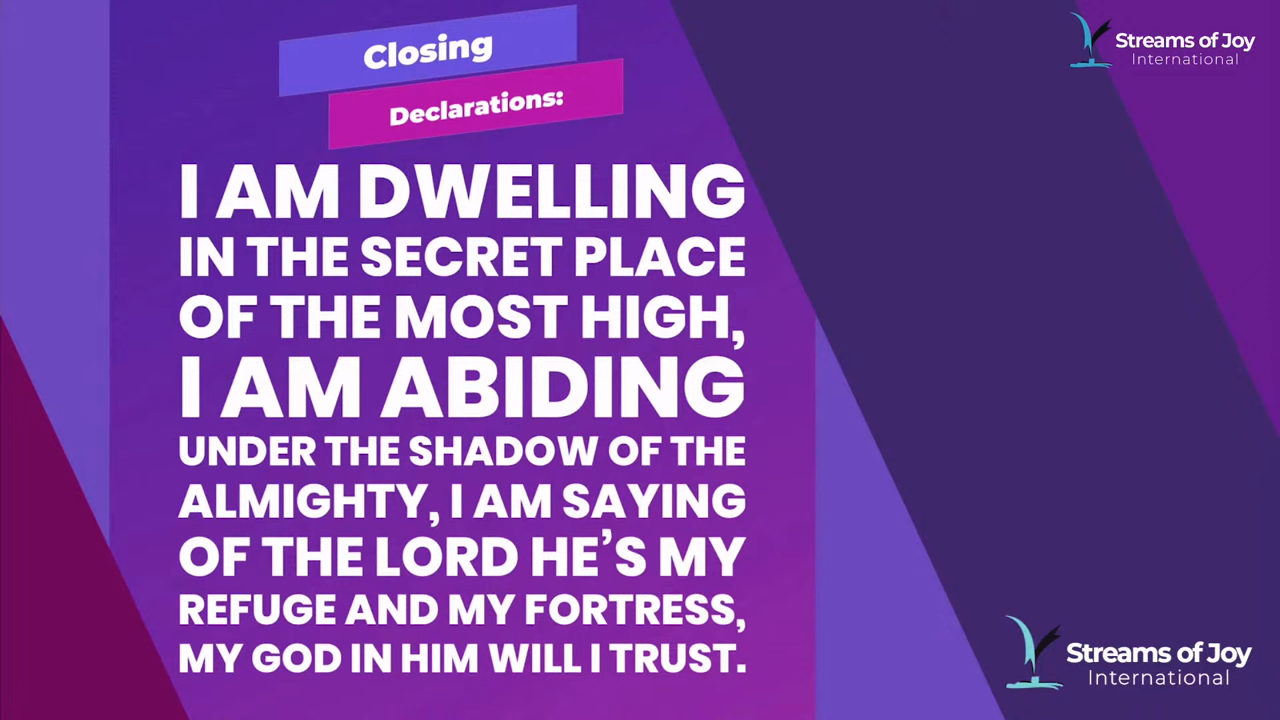 Closing
Declarations:
I AM DWELLING
IN THE SECRET PLACE
OF THE MOST HIGH,
I AM ABIDING
UNDER THE SHADOW OF THE
ALMIGHTY, I AM SAYING
OF THE LORD HE’S MY
REFUGE AND MY FORTRESS,
MY GOD IN HIM WILL I TRUST.
Streams of Joy
International
Streams of Joy
International